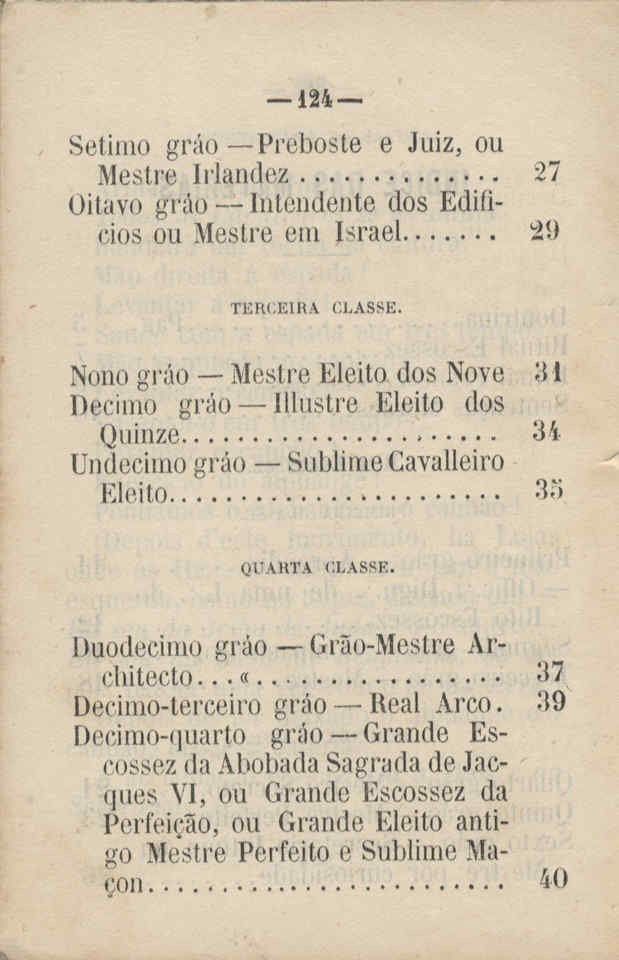 — 124 —
Setimo gráo — Preboste e Juiz, ou
Mestre Irlandez .............. 27
Oitavo gráo — Intendente dos Edifi-
cios ou Mestre em Israel....... 29
TERCEIRA CLASSE.
Nono gráo — Mestre Eleito dos Nove 31
Decimo gráo — Illustre Eleito dos
Quinze....................... 34
Undecimo gráo — Sublime Cavalleiro
Eleito........................ 35
QUARTA CLASSE.
Duodecimo gráo — Grão-Mestre Ar-
chitecto...«.................. 37
Decimo-terceiro gráo — Real Arco. 39
Decimo-quarto gráo — Grande Es-
cossez da Abobada Sagrada de Jac-
ques VI, ou Grande Escossez da
Perfeição, ou Grande Eleito anti-
go Mestre Perfeito e Sublime Ma-
çon.......................... 40